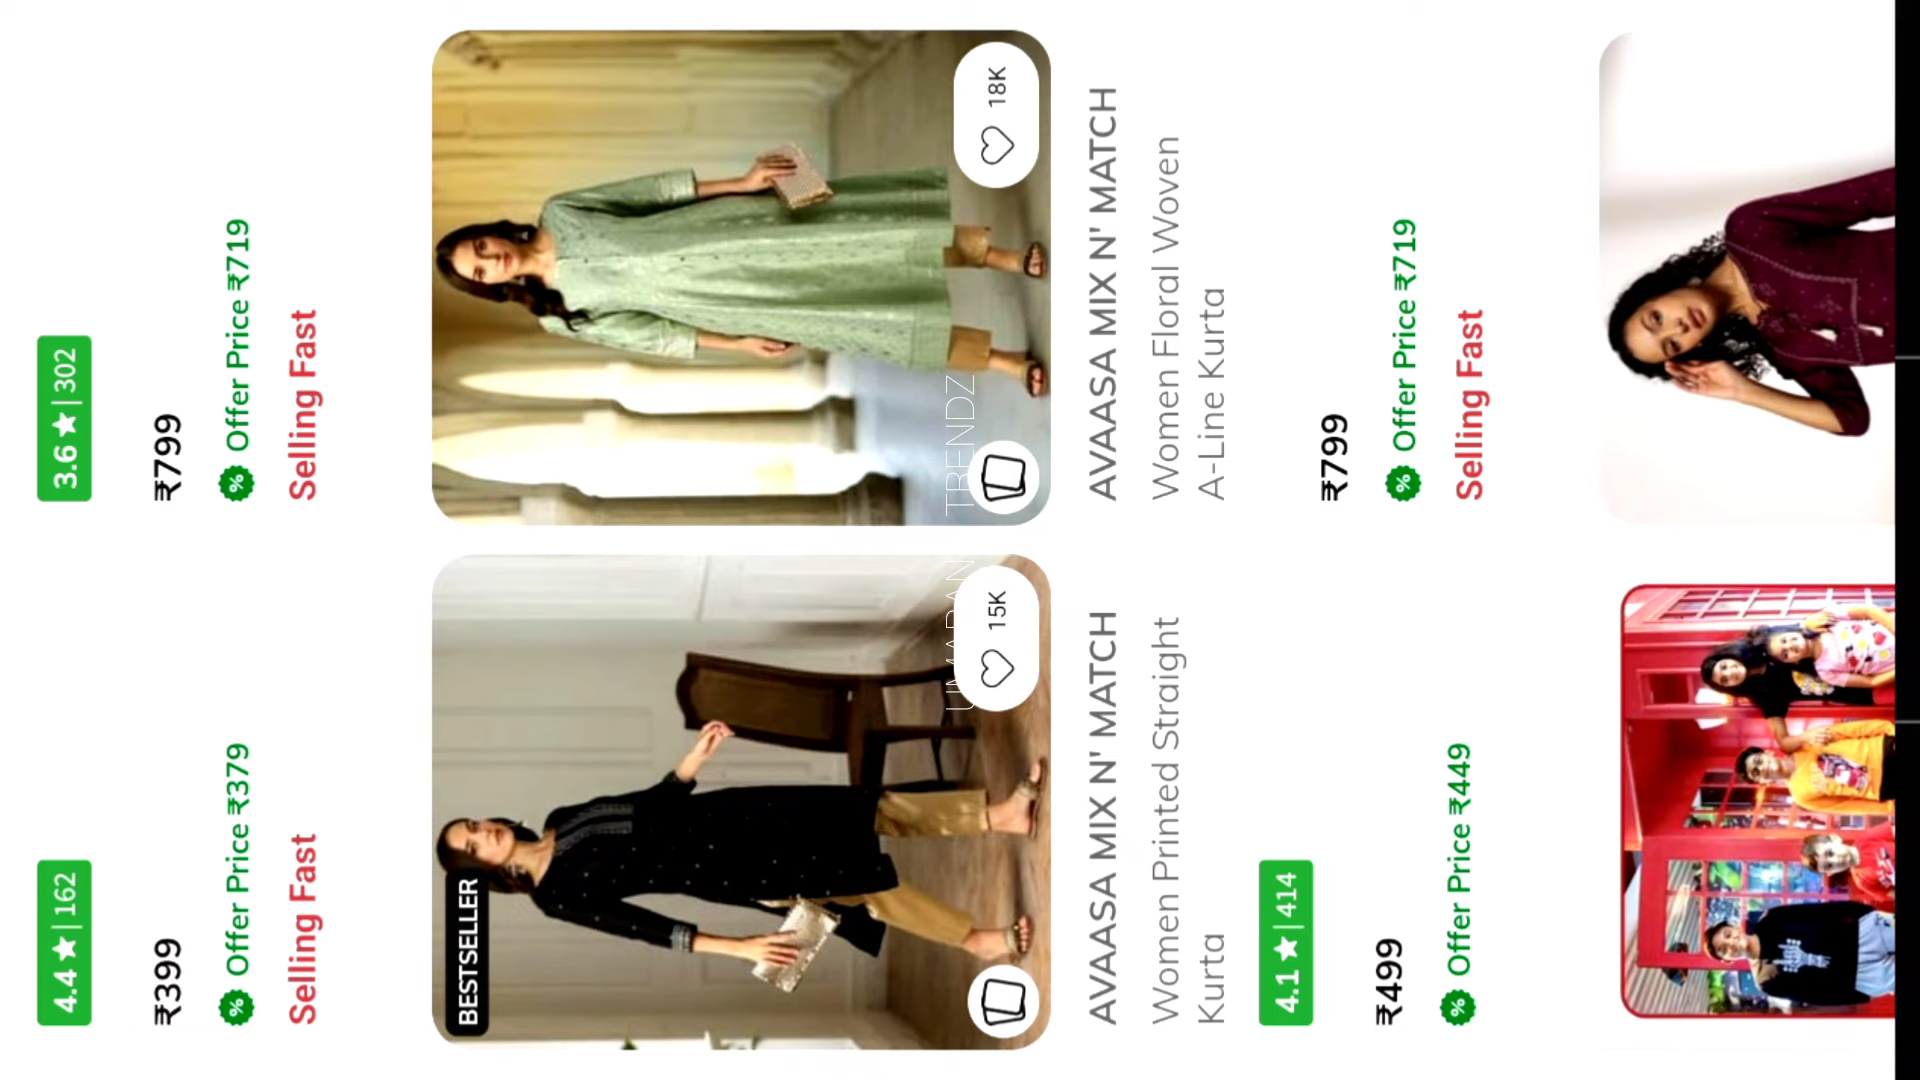 4.4 ★ | 162
3.6 ★ | 302
₹399
₹799
% Offer Price ₹379
% Offer Price ₹719
Selling Fast
Selling Fast
BESTSELLER
TRENDZ
15K
18K
AVAASA MIX N' MATCH
Women Printed Straight
Kurta
4.1 ★ | 414
₹499
% Offer Price ₹449
AVAASA MIX N' MATCH
Women Floral Woven
A-Line Kurta
₹799
% Offer Price ₹719
Selling Fast